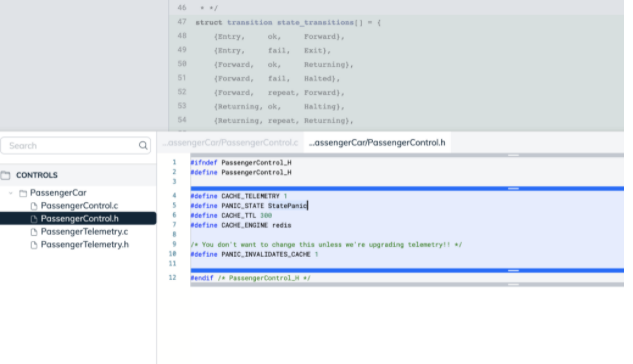 46 * */
47 struct transition state_transitions[] = {
48 {Entry, ok, Forward},
49 {Entry, fail, Exit},
50 {Forward, ok, Returning},
51 {Forward, fail, Halted},
52 {Forward, repeat, Forward},
53 {Returning, ok, Halting},
54 {Returning, repeat, Returning},
Search
...assengerCar/PassengerControl.c ...assengerCar/PassengerControl.h
CONTROLS
PassengerCar
PassengerControl.c
PassengerControl.h
PassengerTelemetry.c
PassengerTelemetry.h
1 #ifndef PassengerControl_H
2 #define PassengerControl_H
3
4 #define CACHE_TELEMETRY 1
5 #define PANIC_STATE StatePanic
6 #define CACHE_TTL 300
7 #define CACHE_ENGINE redis
8
9 /* You don't want to change this unless we're upgrading telemetry!! */
10 #define PANIC_INVALIDATES_CACHE 1
11
12 #endif /* PassengerControl_H */